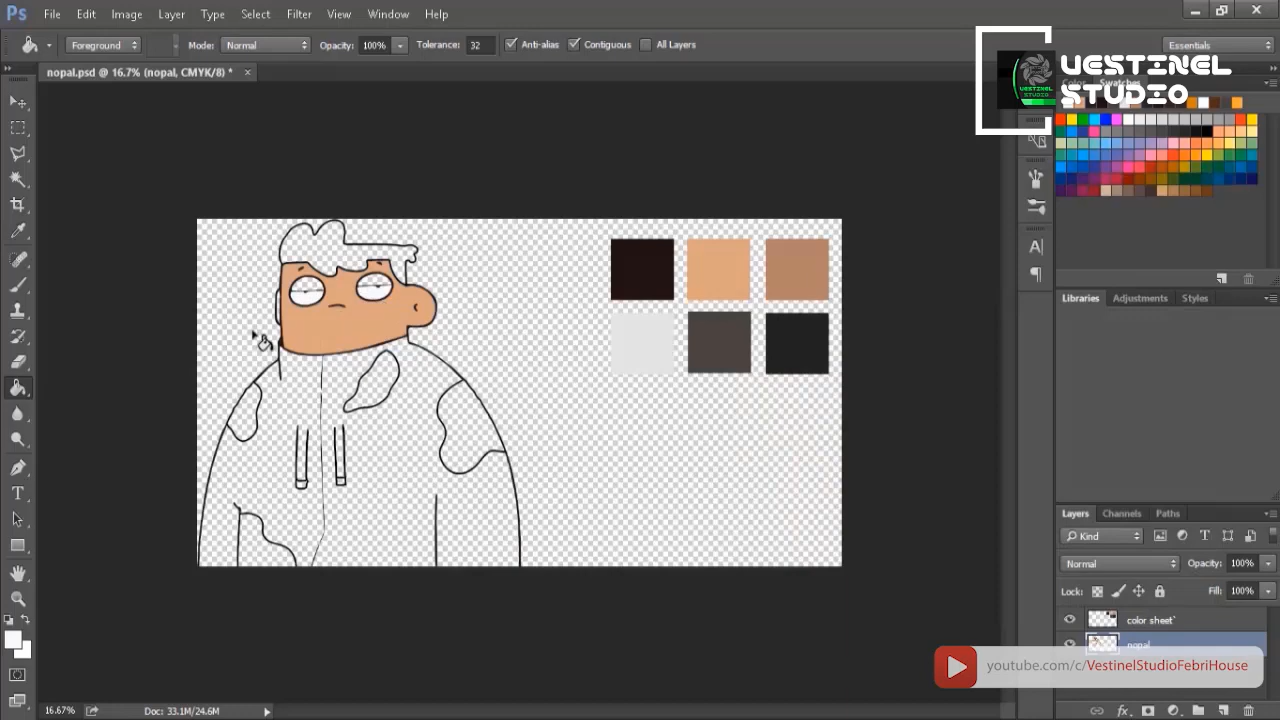 Ps File Edit Image Layer Type Select Filter View Window Help
Foreground Mode: Normal Opacity: 100% Tolerance: 32 Anti-alias Contiguous All Layers Essentials
nopal.psd @ 16.7% (nopal, CMYK/8) * ×
VESTINEL
STUDIO
VESTINEL
STUDIO
Color Swatches
Libraries Adjustments Styles
Layers Channels Paths
Kind
Normal Opacity: 100%
Lock: Fill: 100%
color sheet`
nopal
youtube.com/c/VestinelStudioFebriHouse
16.67% Doc: 33.1M/24.6M